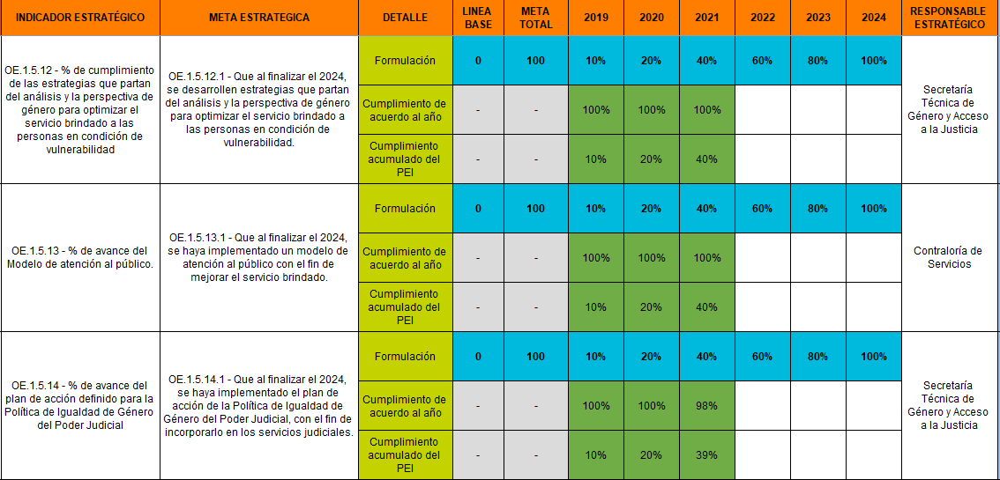 INDICADOR ESTRATÉGICO META ESTRATEGICA DETALLE LINEA BASE META TOTAL 2019 2020 2021 2022 2023 2024 RESPONSABLE ESTRATÉGICO
OE.1.5.12 - % de cumplimiento
de las estrategias que partan
del análisis y la perspectiva de
género para optimizar el
servicio brindado a las
personas en condición de
vulnerabilidad
OE.1.5.12.1 - Que al finalizar el 2024,
se desarrollen estrategias que partan
del análisis y la perspectiva de género
para optimizar el servicio brindado a
las personas en condición de
vulnerabilidad.
Formulación 0 100 10% 20% 40% 60% 80% 100%
Cumplimiento de
acuerdo al año - - 100% 100% 100%
Cumplimiento
acumulado del
PEI - - 10% 20% 40%
Secretaría
Técnica de
Género y Acceso
a la Justicia
OE.1.5.13 - % de avance del
Modelo de atención al público.
OE.1.5.13.1 - Que al finalizar el 2024,
se haya implementado un modelo de
atención al público con el fin de
mejorar el servicio brindado.
Formulación 0 100 10% 20% 40% 60% 80% 100%
Cumplimiento de
acuerdo al año - - 100% 100% 100%
Cumplimiento
acumulado del
PEI - - 10% 20% 40%
Contraloría de
Servicios
OE.1.5.14 - % de avance del
plan de acción definido para la
Política de Igualdad de Género
del Poder Judicial
OE.1.5.14.1 - Que al finalizar el 2024,
se haya implementado el plan de
acción de la Política de Igualdad de
Género del Poder Judicial, con el fin de
incorporarlo en los servicios judiciales.
Formulación 0 100 10% 20% 40% 60% 80% 100%
Cumplimiento
de acuerdo al año - - 100% 100% 98%
Cumplimiento
acumulado del
PEI - - 10% 20% 39%
Secretaría
Técnica de
Género y Acceso
a la Justicia